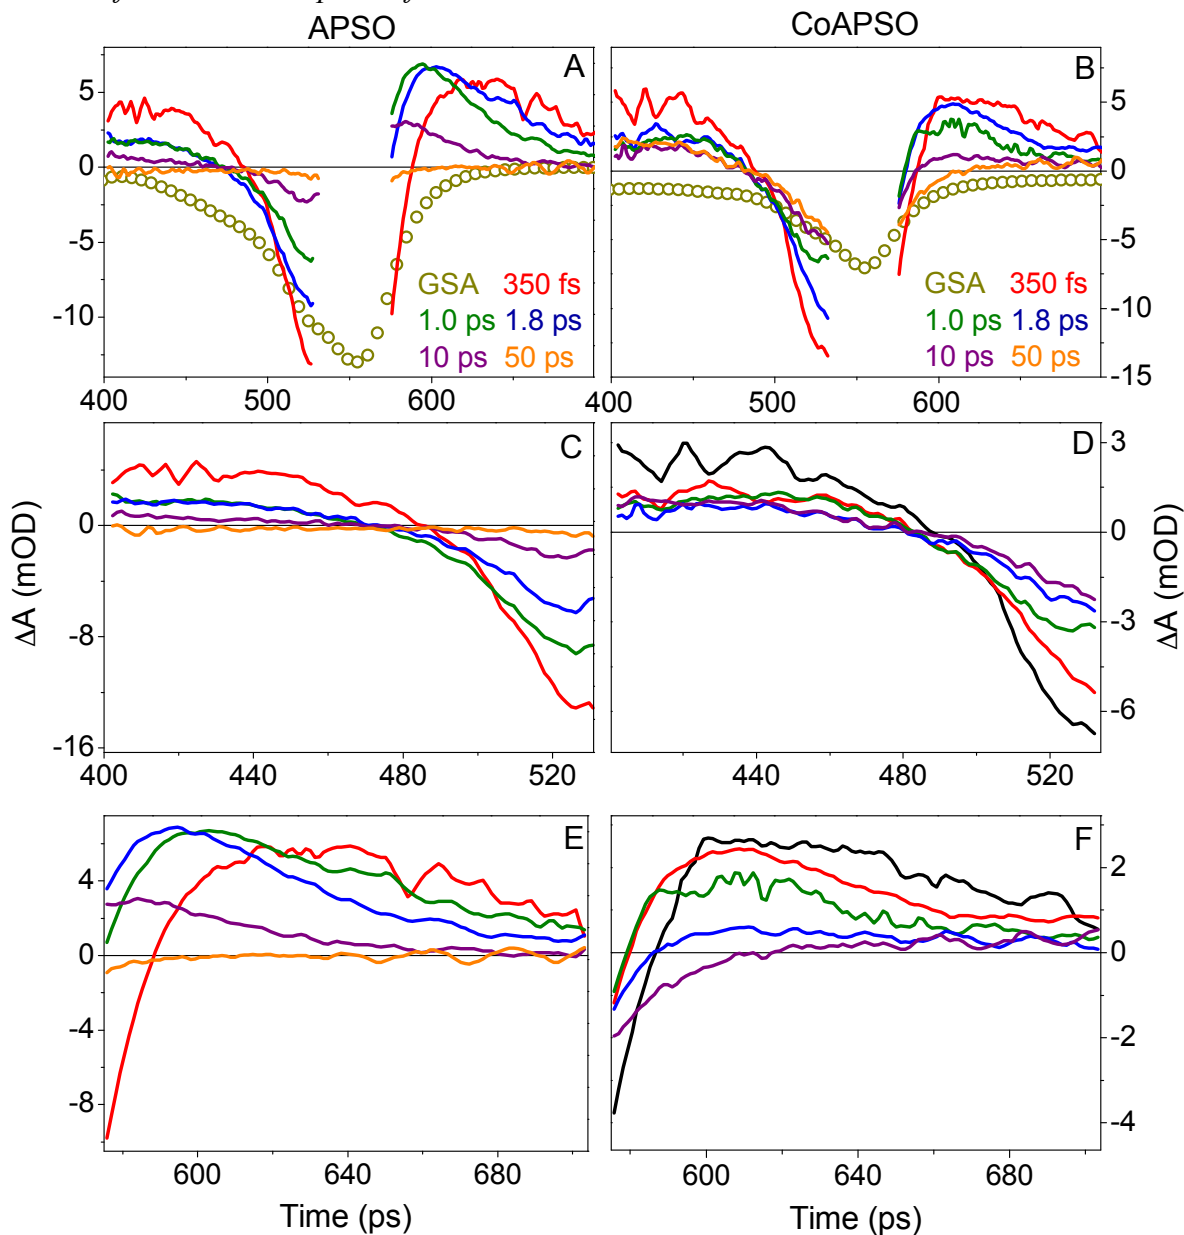 APSO
CoAPSO
5
0
-5
-10
A
GSA 350 fs
1.0 ps 1.8 ps
10 ps 50 ps
400 500 600
B
5
0
-5
-10
-15
GSA 350 fs
1.0 ps 1.8 ps
10 ps 50 ps
400 500 600
ΔA (mOD)
0
-8
-16
C
400 440 480 520
D
3
0
-3
-6
440 480 520
ΔA (mOD)
4
0
-4
-8
E
600 640 680
Time (ps)
F
2
0
-2
-4
600 640 680
Time (ps)